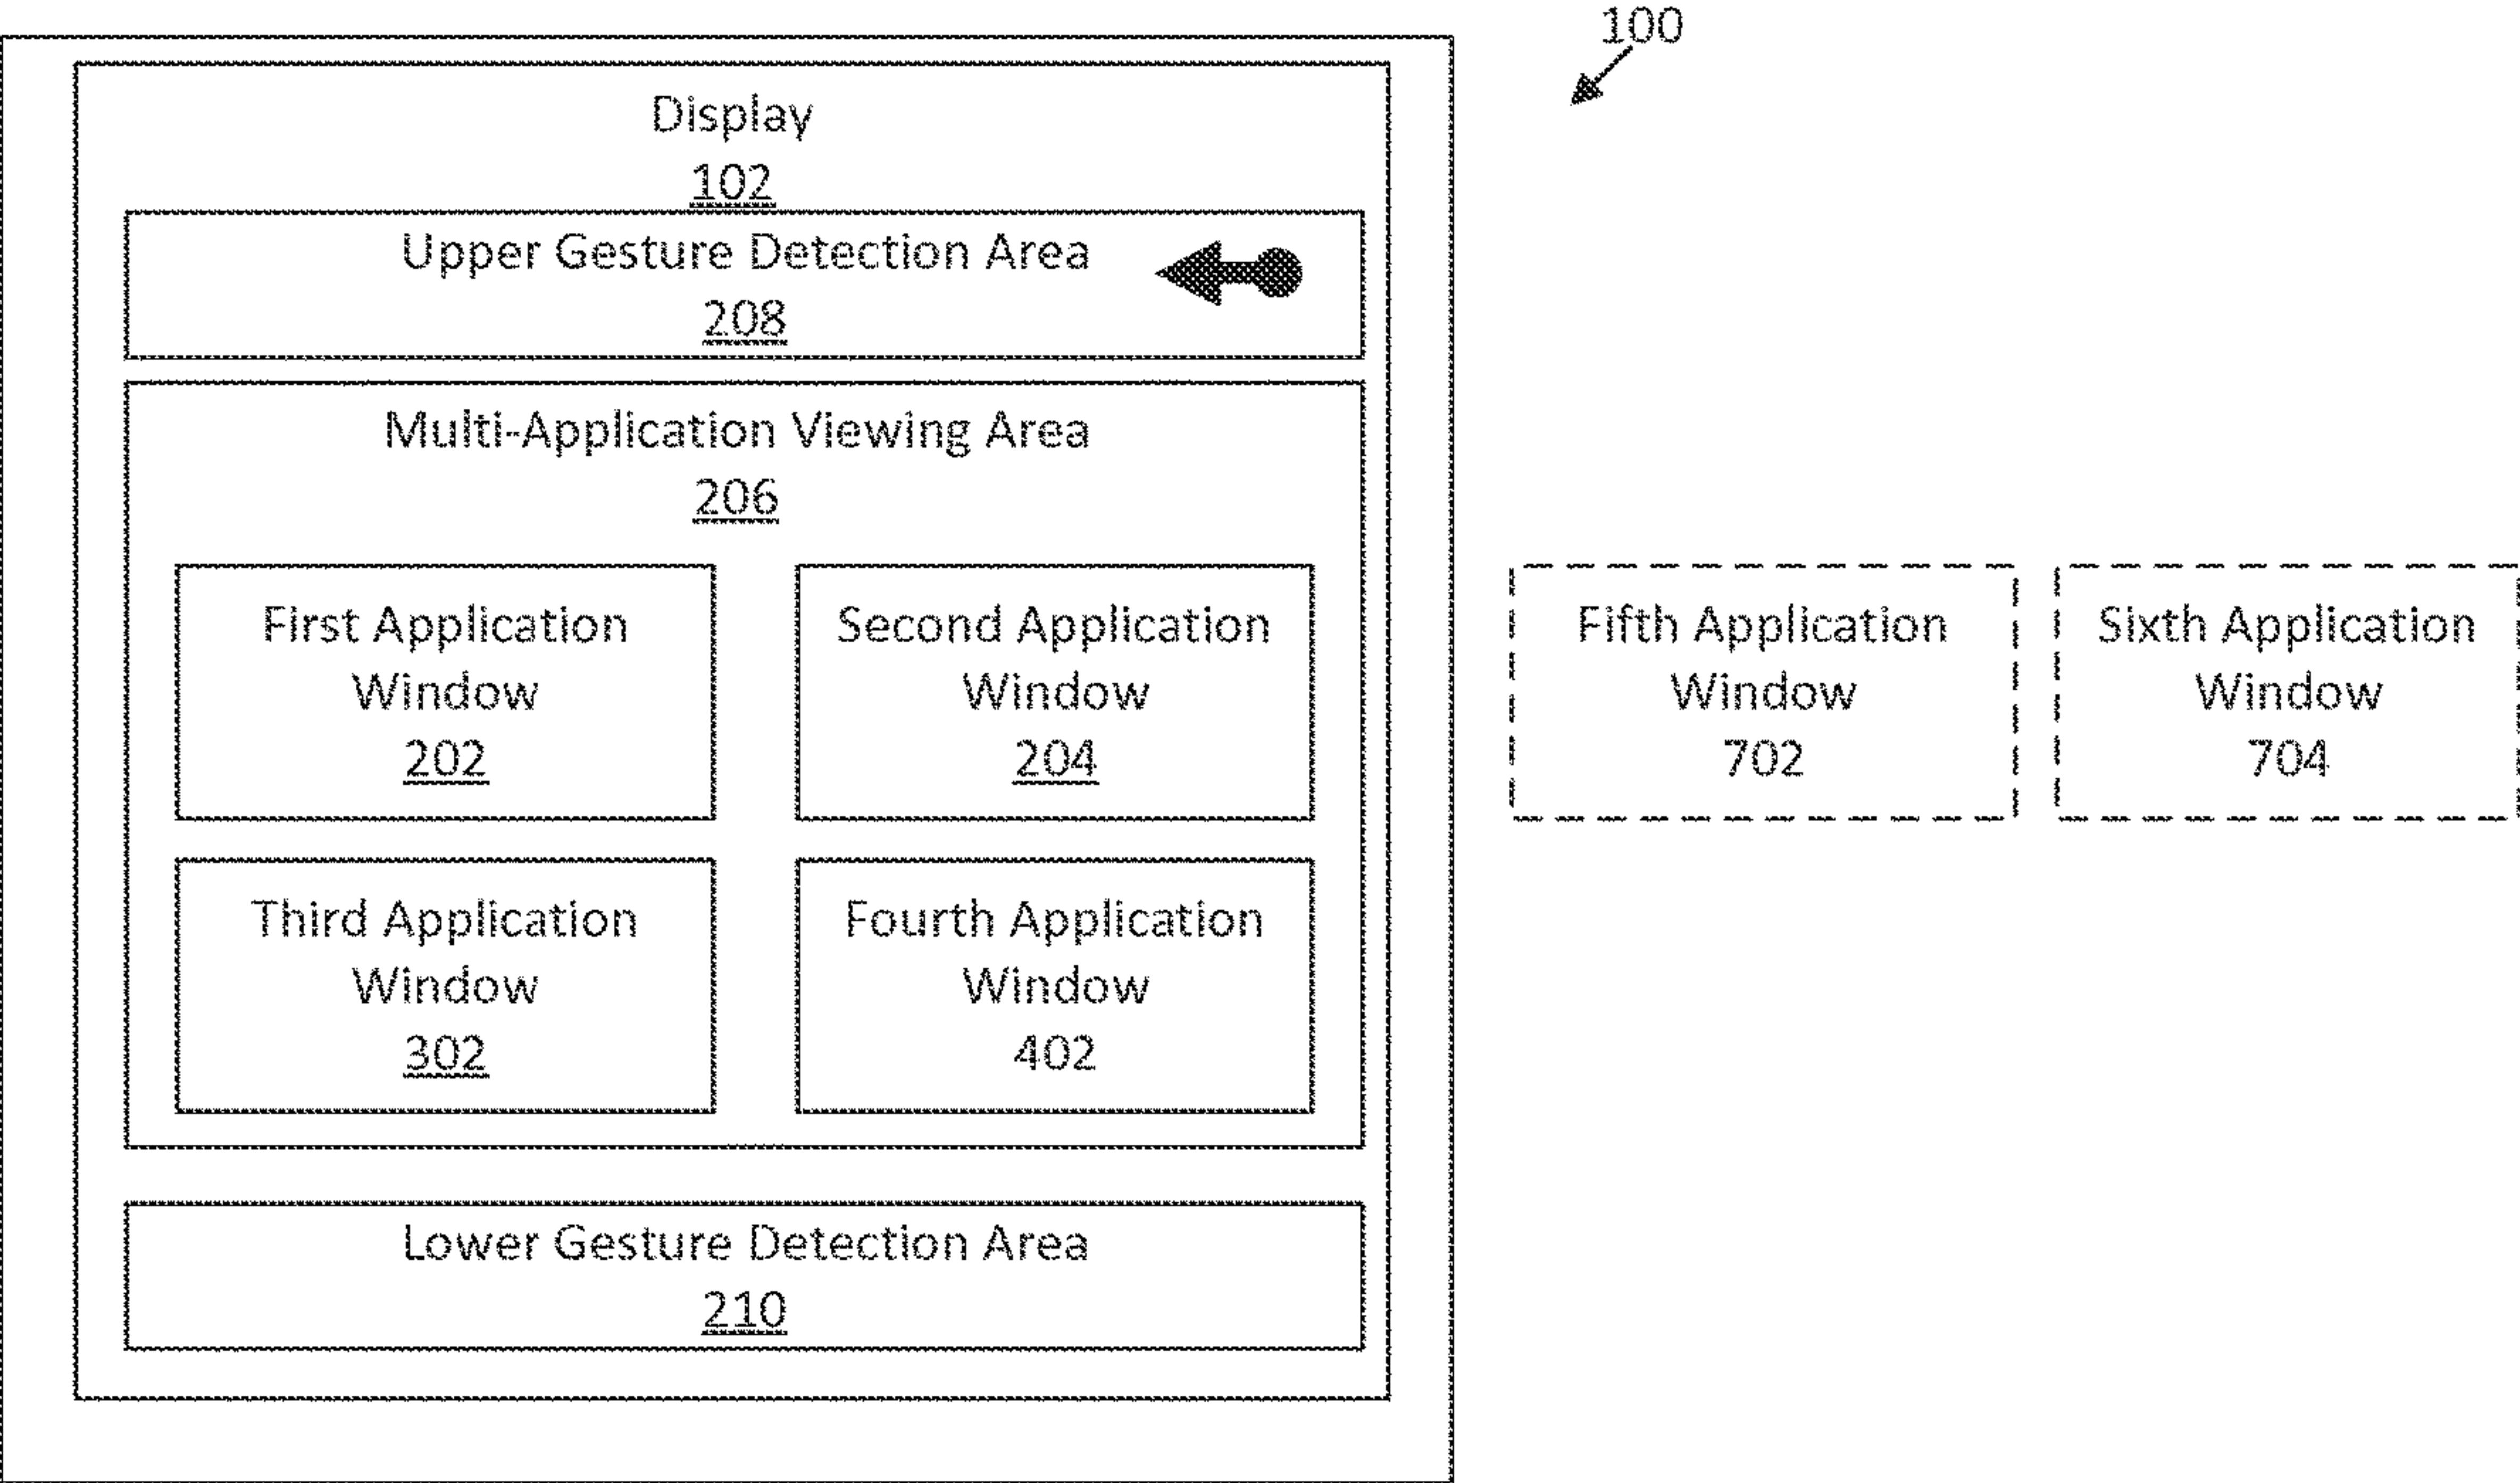 100
Display
102
Upper Gesture Detection Area
208
Multi-Application Viewing Area
206
First Application
Window
202
Second Application
Window
204
Fifth Application
Window
702
Sixth Application
Window
704
Third Application
Window
302
Fourth Application
Window
402
Lower Gesture Detection Area
210